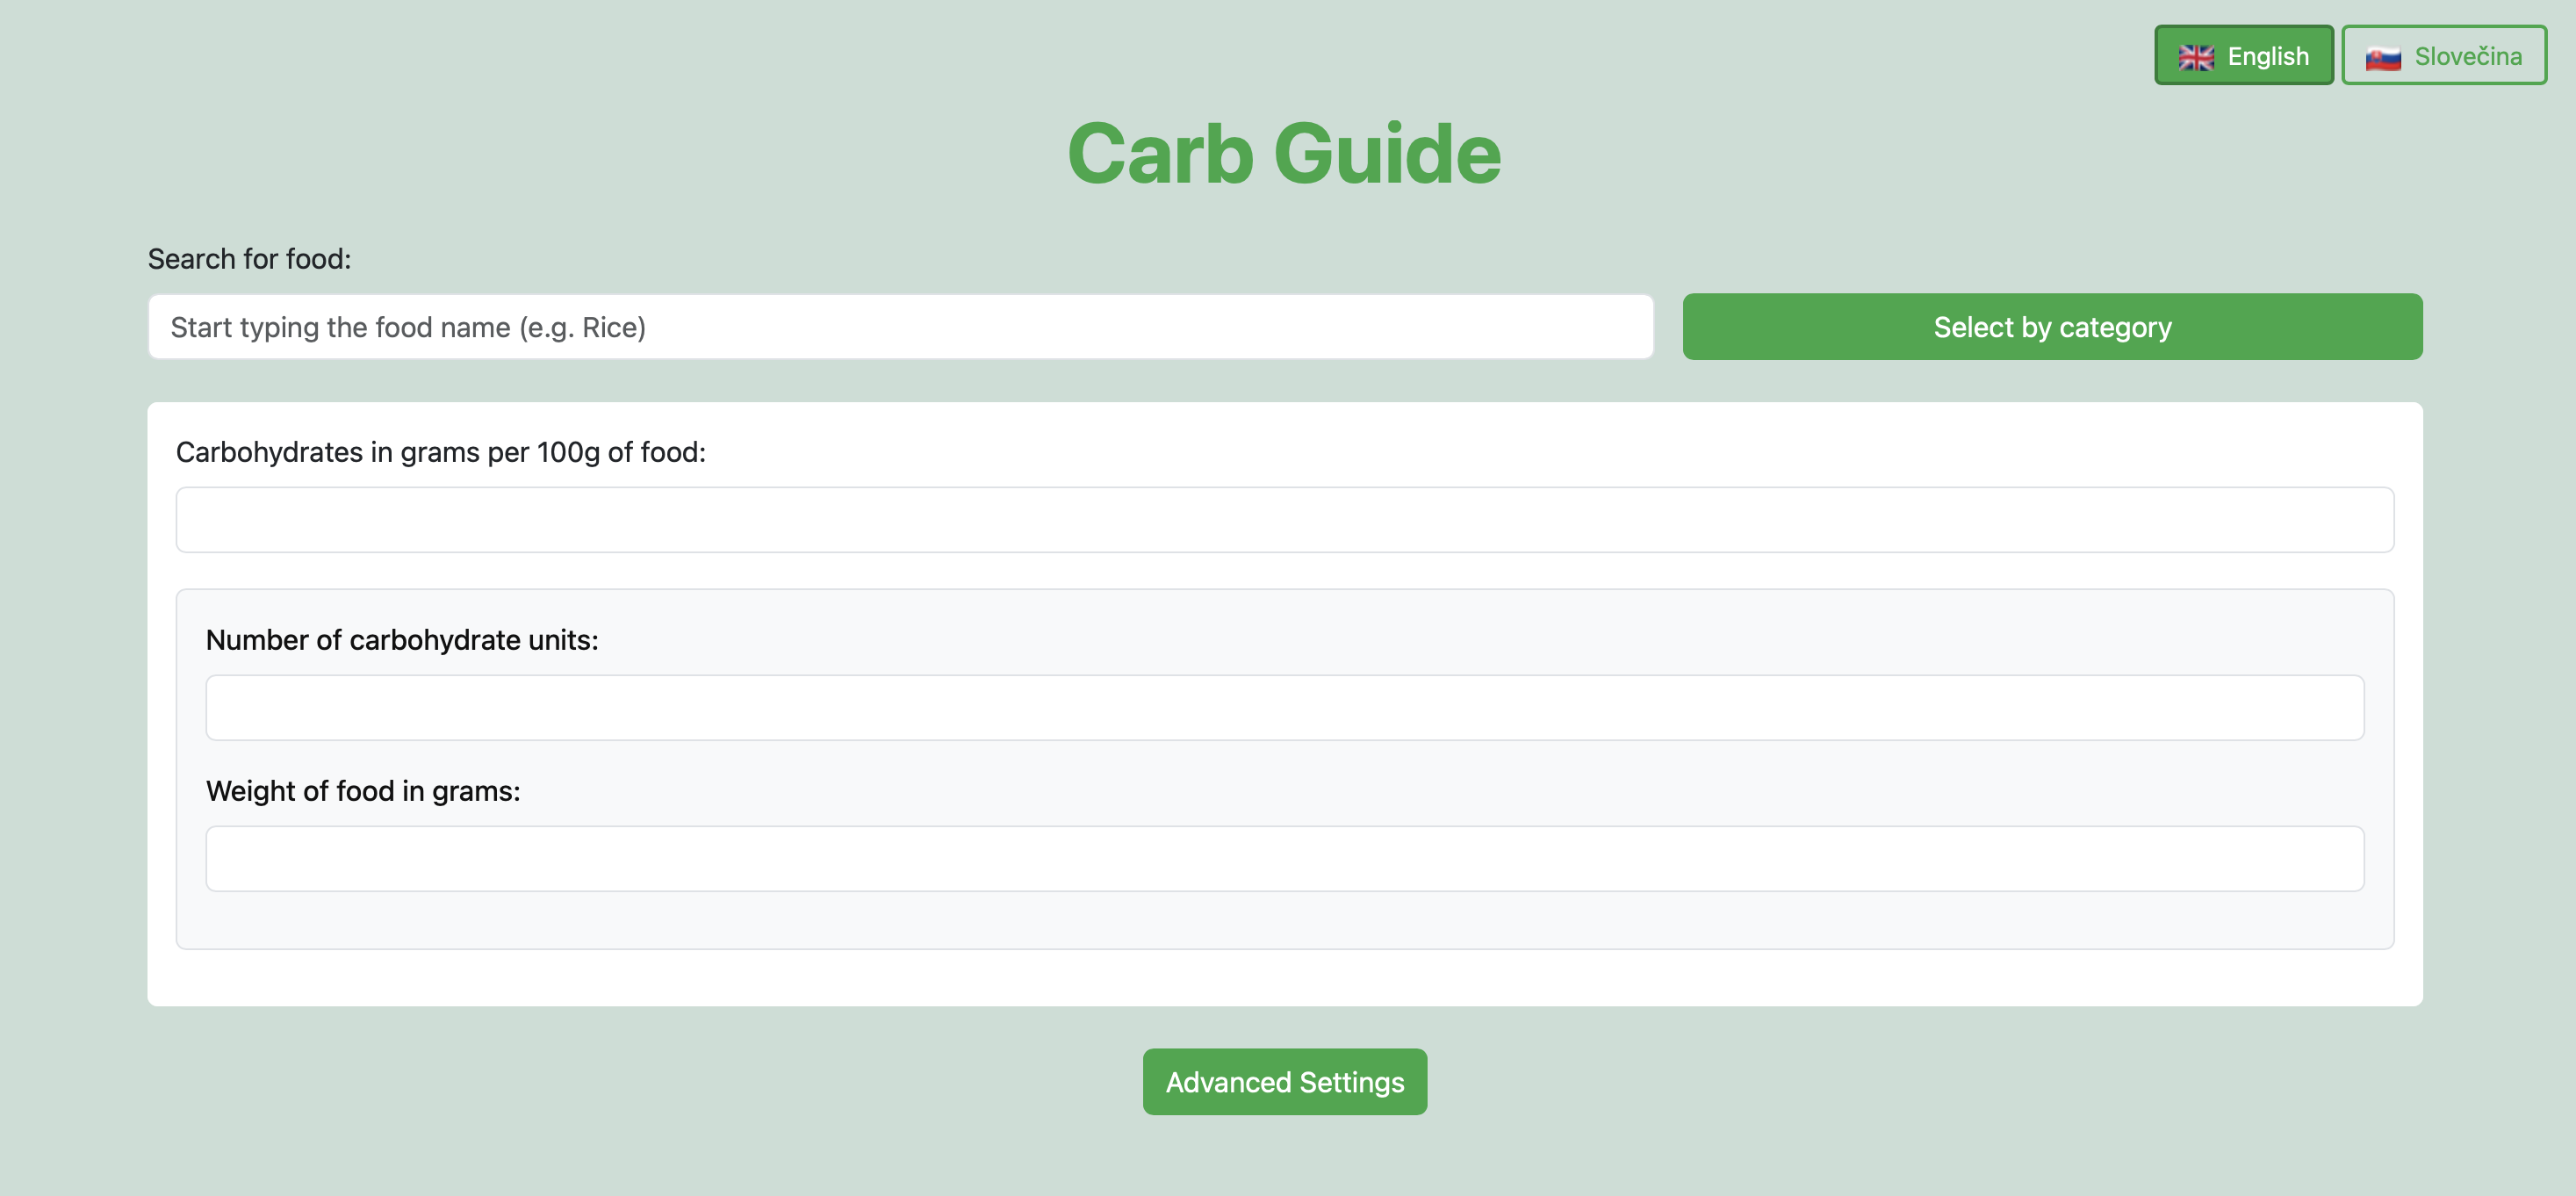 English
Slovečina
Carb Guide
Search for food:
Start typing the food name (e.g. Rice)
Select by category
Carbohydrates in grams per 100g of food:
Number of carbohydrate units:
Weight of food in grams:
Advanced Settings